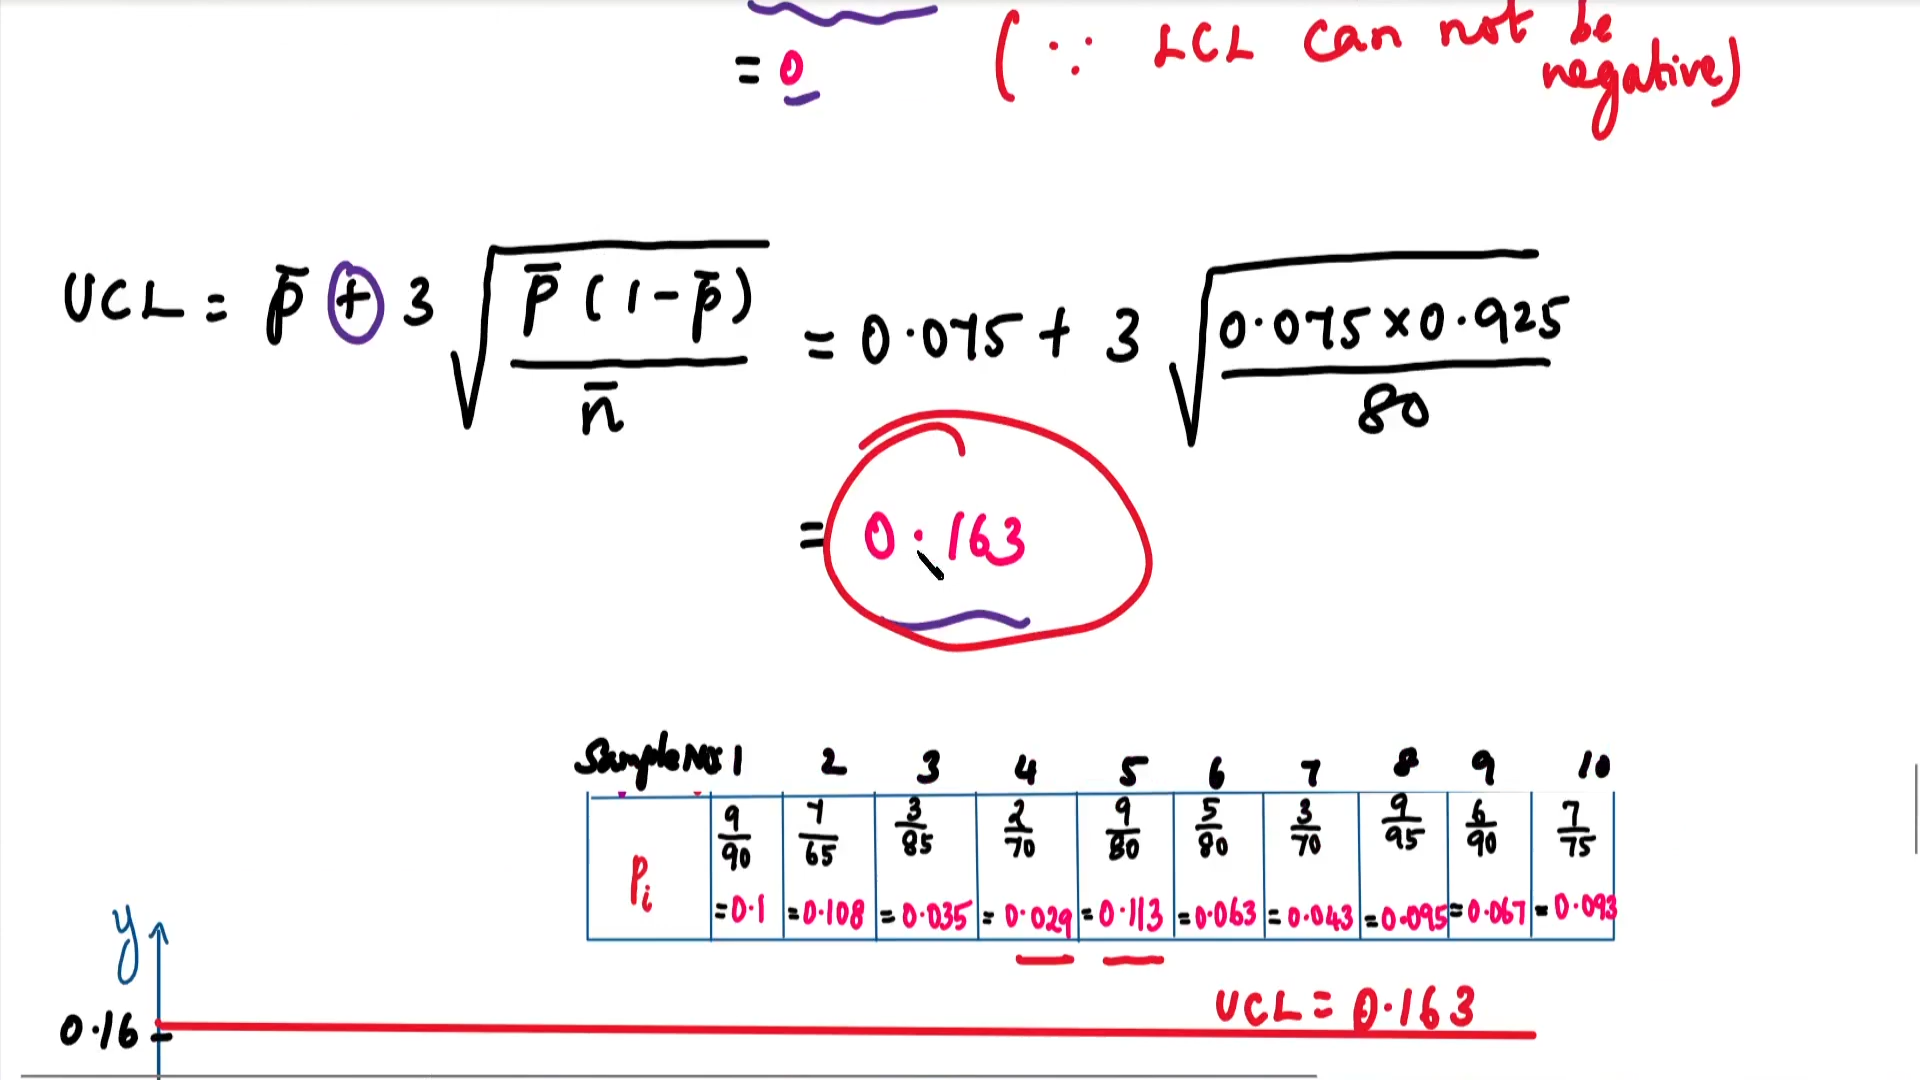 = 0 (∵ LCL can not be negative)
UCL = p̅ + 3 √(p̅ (1-p̅) / n̅) = 0.075 + 3 √(0.075 × 0.925 / 80)
= 0.163
Sample No: 1 2 3 4 5 6 7 8 9 10
Pi 9/90 7/65 3/85 2/70 9/80 5/80 3/70 9/95 6/90 7/75
= 0.1 = 0.108 = 0.035 = 0.029 = 0.113 = 0.063 = 0.043 = 0.095 = 0.067 = 0.093
y
UCL = 0.163
0.16